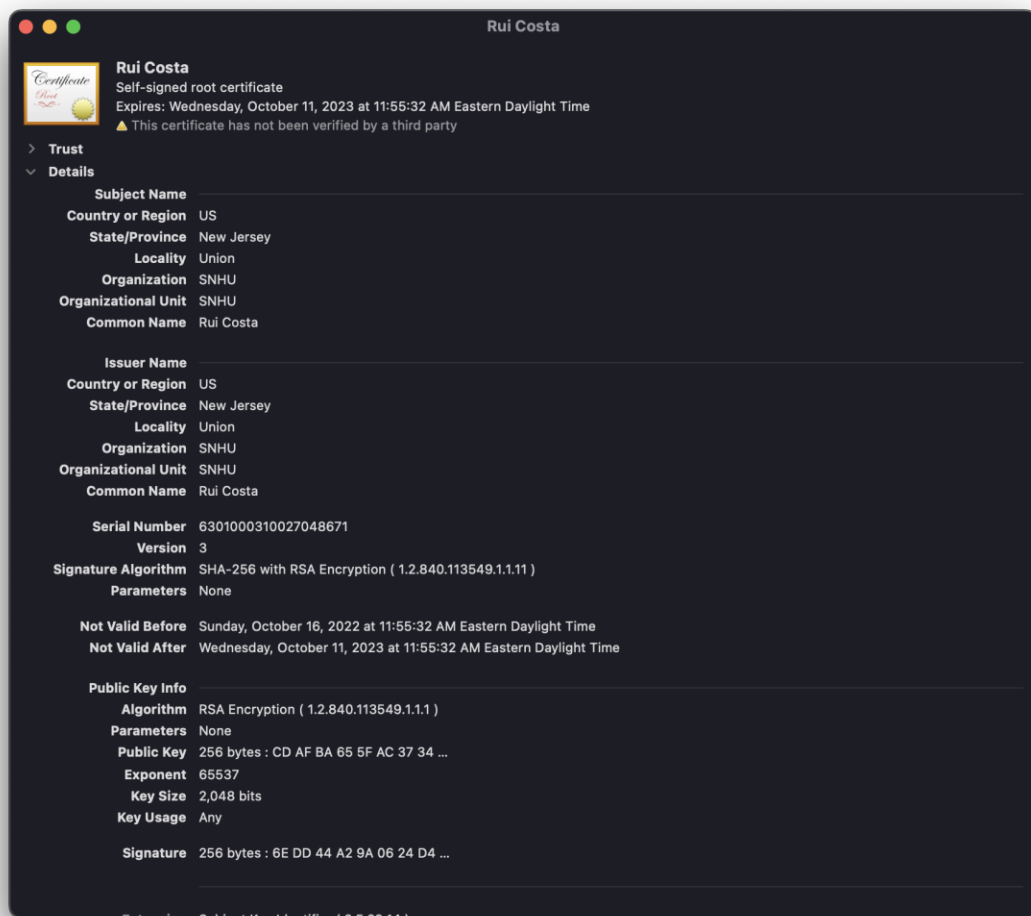 Rui Costa
Certificate
Root
Rui Costa
Self-signed root certificate
Expires: Wednesday, October 11, 2023 at 11:55:32 AM Eastern Daylight Time
This certificate has not been verified by a third party
Trust
Details
Subject Name
Country or Region US
State/Province New Jersey
Locality Union
Organization SNHU
Organizational Unit SNHU
Common Name Rui Costa
Issuer Name
Country or Region US
State/Province New Jersey
Locality Union
Organization SNHU
Organizational Unit SNHU
Common Name Rui Costa
Serial Number 6301000310027048671
Version 3
Signature Algorithm SHA-256 with RSA Encryption ( 1.2.840.113549.1.1.11 )
Parameters None
Not Valid Before Sunday, October 16, 2022 at 11:55:32 AM Eastern Daylight Time
Not Valid After Wednesday, October 11, 2023 at 11:55:32 AM Eastern Daylight Time
Public Key Info
Algorithm RSA Encryption ( 1.2.840.113549.1.1.1 )
Parameters None
Public Key 256 bytes : CD AF BA 65 5F AC 37 34 ...
Exponent 65537
Key Size 2,048 bits
Key Usage Any
Signature 256 bytes : 6E DD 44 A2 9A 06 24 D4 ...